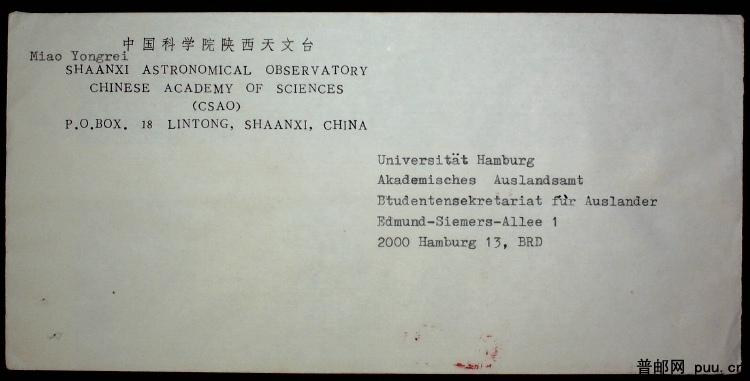 中国科学院陕西天文台
Miao Yongrei
SHAANXI ASTRONOMICAL OBSERVATORY
CHINESE ACADEMY OF SCIENCES
(CSAO)
P.O.BOX. 18 LINTONG, SHAANXI, CHINA
Universität Hamburg
Akademisches Auslandsamt
Btudentensekretariat für Auslander
Edmund-Siemers-Allee 1
2000 Hamburg 13, BRD
普邮网 puu.cn